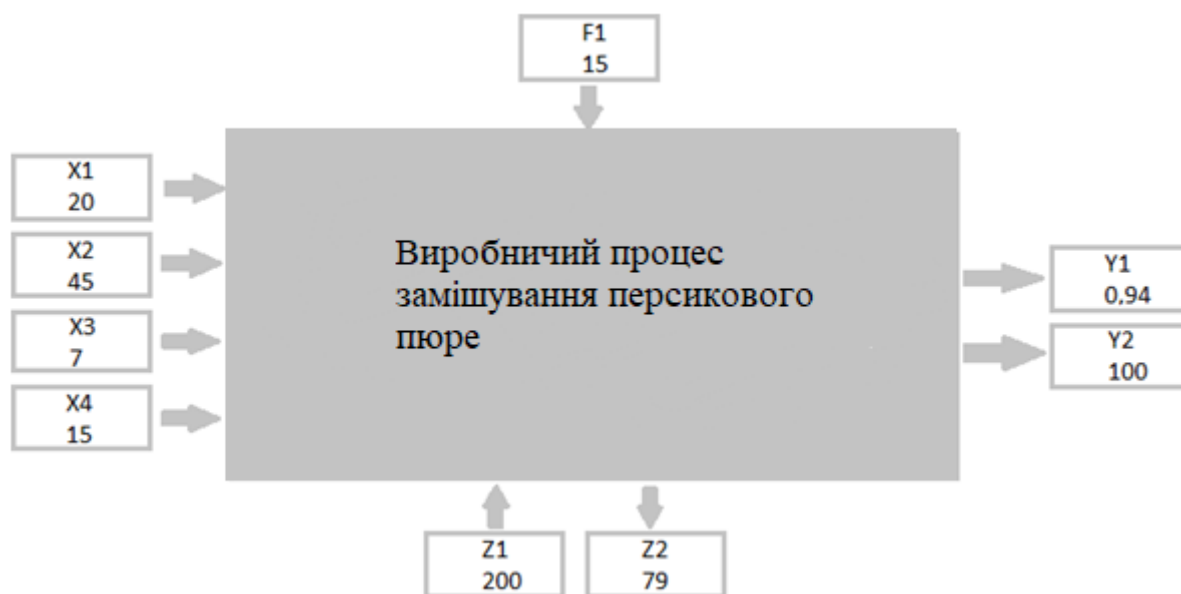 F1
15
X1
20
X2
45
X3
7
X4
15
Виробничий процес
замішування персикового
пюре
Y1
0,94
Y2
100
Z1
200
Z2
79